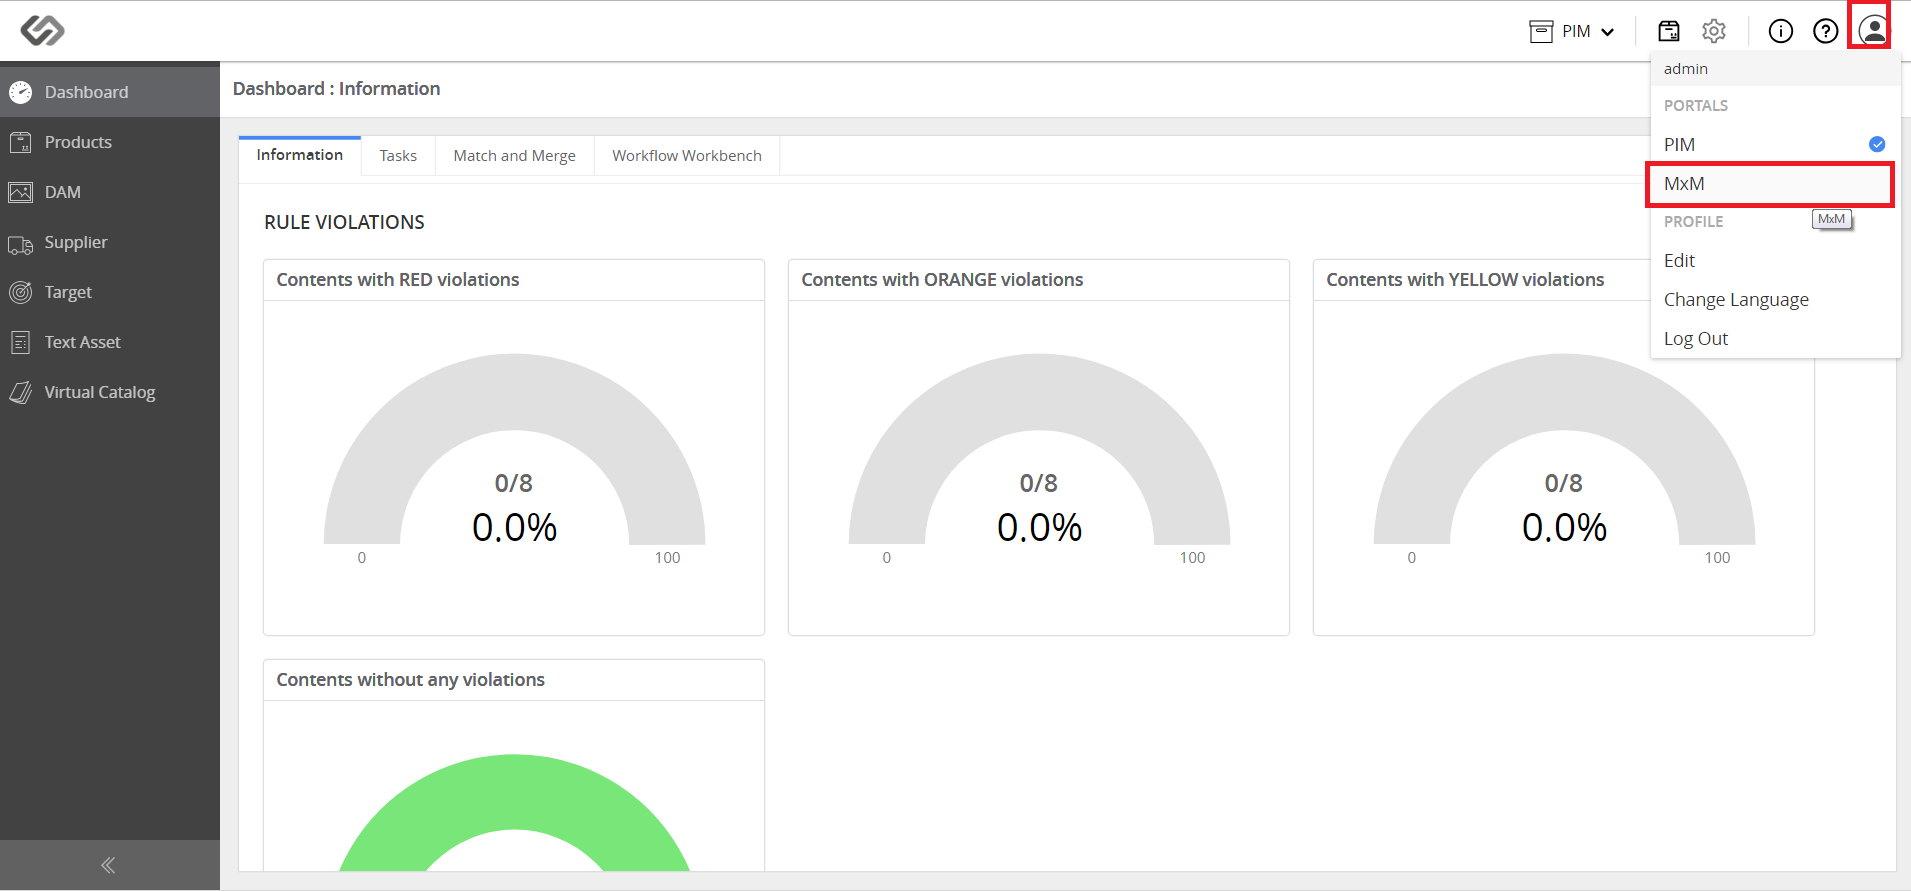 PIM
admin
PORTALS
PIM
MxM
MxM
PROFILE
Edit
Change Language
Log Out
Dashboard
Products
DAM
Supplier
Target
Text Asset
Virtual Catalog
Dashboard : Information
Information Tasks Match and Merge Workflow Workbench
RULE VIOLATIONS
Contents with RED violations
0/8
0.0%
0 100
Contents with ORANGE violations
0/8
0.0%
0 100
Contents with YELLOW violations
0/8
0.0%
0 100
Contents without any violations